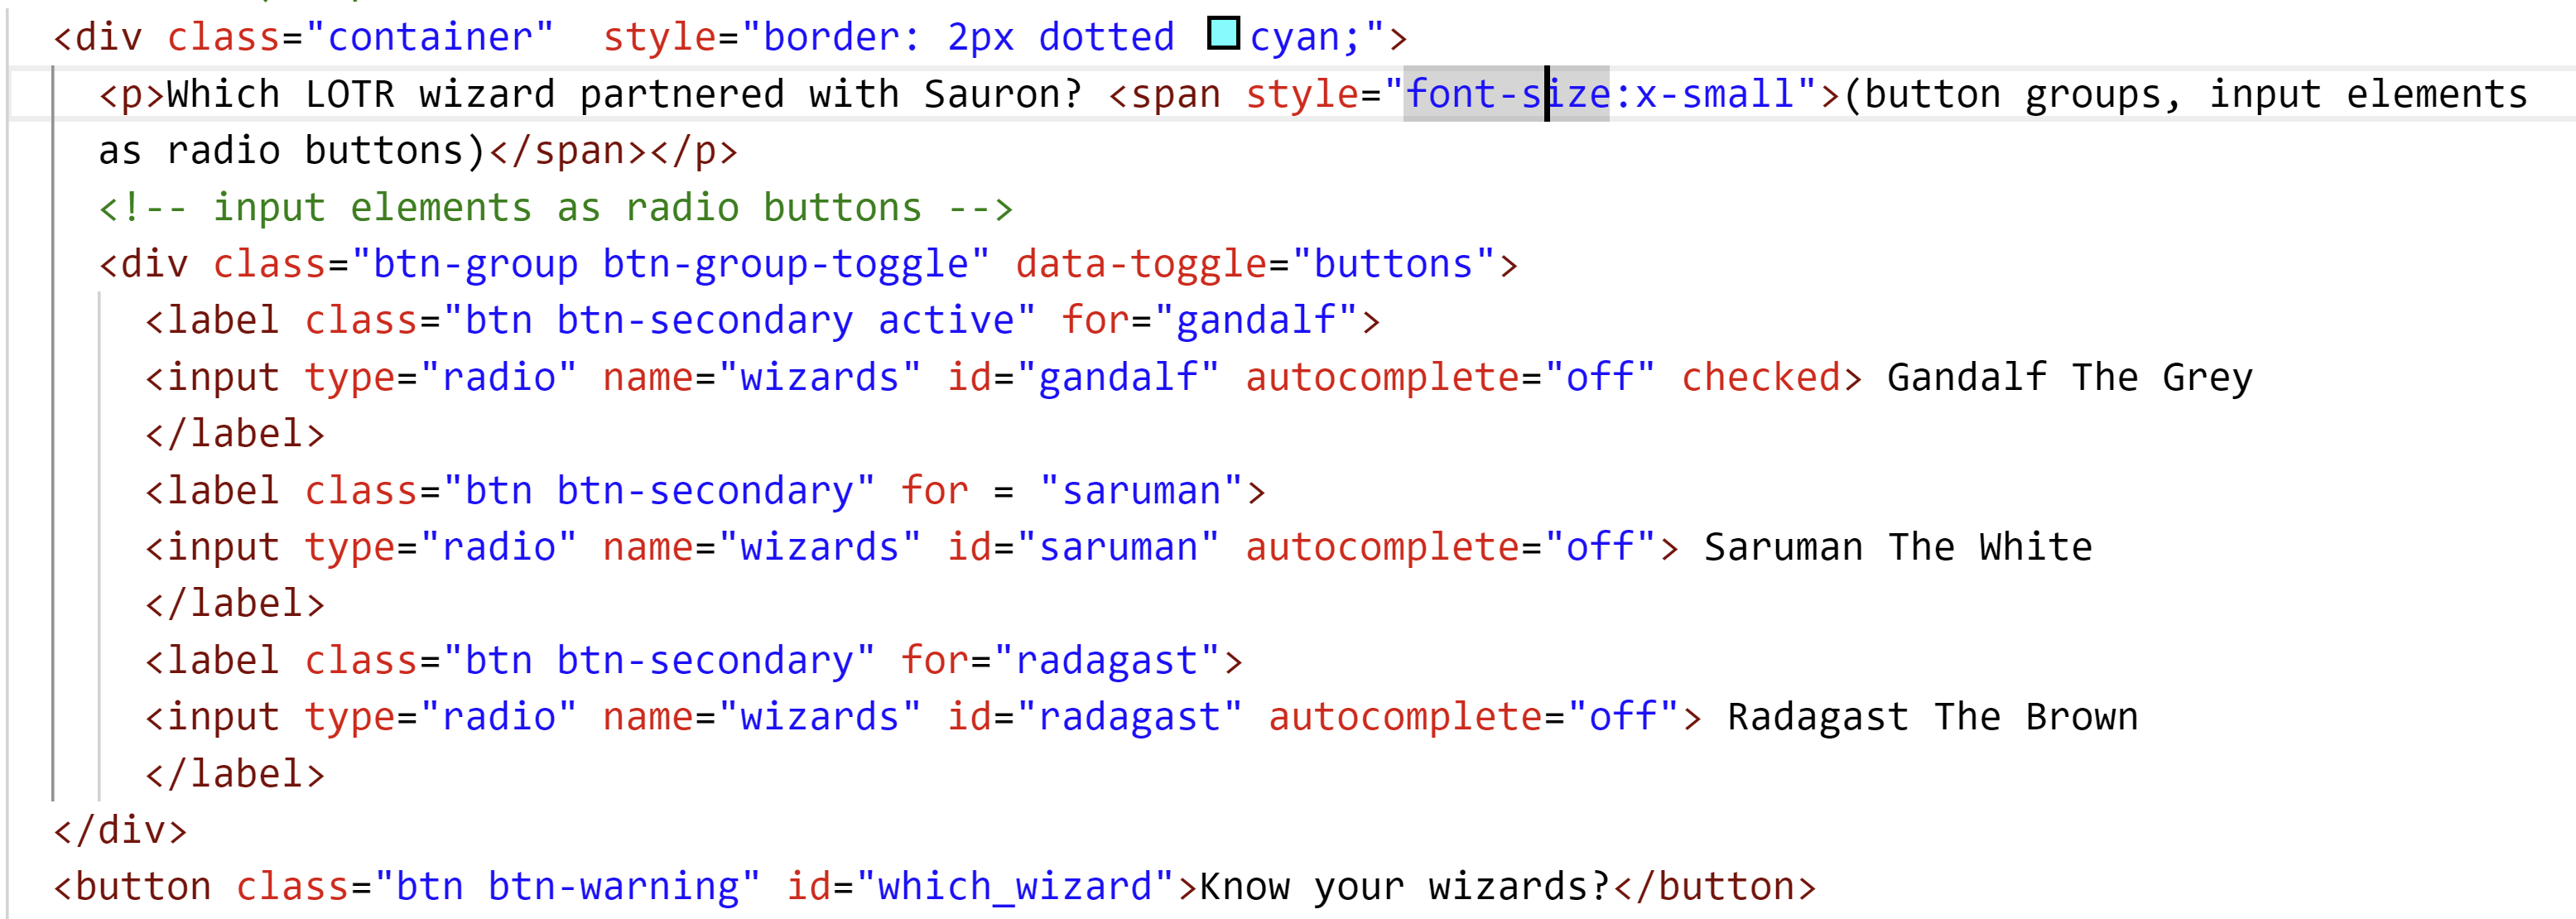 <div class="container"  style="border: 2px dotted cyan;">
<p>Which LOTR wizard partnered with Sauron? <span style="font-size:x-small">(button groups, input elements
as radio buttons)</span></p>
<!-- input elements as radio buttons -->
<div class="btn-group btn-group-toggle" data-toggle="buttons">
<label class="btn btn-secondary active" for="gandalf">
<input type="radio" name="wizards" id="gandalf" autocomplete="off" checked> Gandalf The Grey
</label>
<label class="btn btn-secondary" for = "saruman">
<input type="radio" name="wizards" id="saruman" autocomplete="off"> Saruman The White
</label>
<label class="btn btn-secondary" for="radagast">
<input type="radio" name="wizards" id="radagast" autocomplete="off"> Radagast The Brown
</label>
</div>
<button class="btn btn-warning" id="which_wizard">Know your wizards?</button>